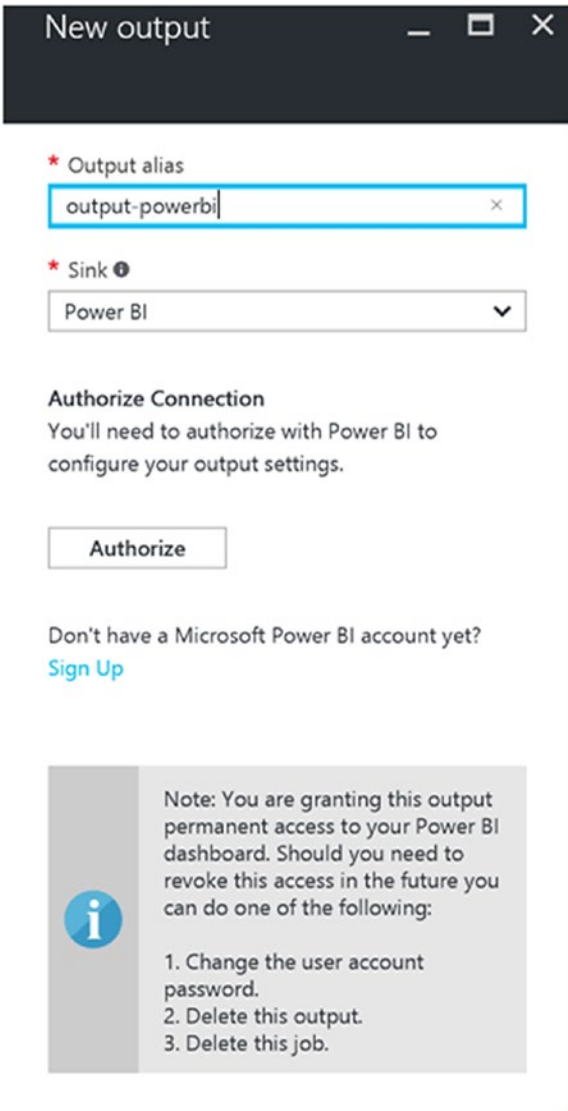 New output
* Output alias
output-powerbi
* Sink
Power BI
Authorize Connection
You'll need to authorize with Power BI to
configure your output settings.
Authorize
Don't have a Microsoft Power BI account yet?
Sign Up
Note: You are granting this output
permanent access to your Power BI
dashboard. Should you need to
revoke this access in the future you
can do one of the following:
1. Change the user account
password.
2. Delete this output.
3. Delete this job.